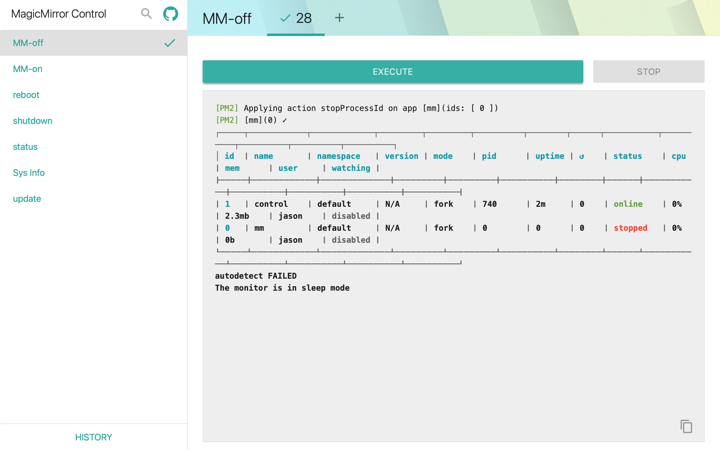 MagicMirror Control
MM-off
MM-on
reboot
shutdown
status
Sys Info
update
HISTORY
MM-off
28 +
EXECUTE
STOP
[PM2] Applying action stopProcessId on app [mm](ids: [ 0 ])
[PM2] [mm](0) ✓
│ id │ name │ namespace │ version │ mode │ pid │ uptime │ ↺ │ status │ cpu
│ mem │ user │ watching │
│ 1 │ control │ default │ N/A │ fork │ 740 │ 2m │ 0 │ online │ 0%
│ 2.3mb │ jason │ disabled │
│ 0 │ mm │ default │ N/A │ fork │ 0 │ 0 │ 0 │ stopped │ 0%
│ 0b │ jason │ disabled │
autodetect FAILED
The monitor is in sleep mode